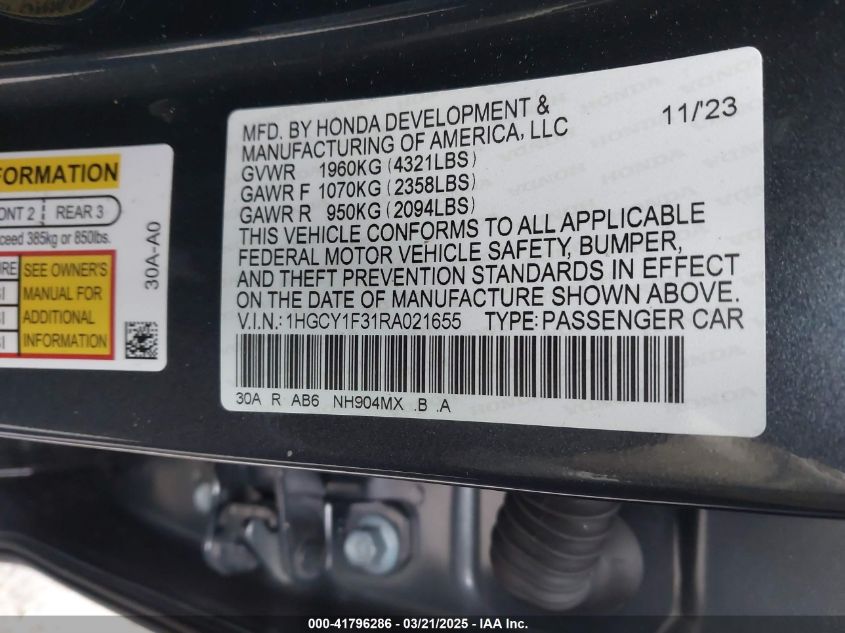 FORMATION
ONT 2 | REAR 3
ceed 385kg or 850lbs.
SEE OWNER'S
MANUAL FOR
ADDITIONAL
INFORMATION
30A-A0
MFD. BY HONDA DEVELOPMENT & 11/'23
MANUFACTURING OF AMERICA, LLC
GVWR 1960KG (4321LBS)
GAWR F 1070KG (2358LBS)
GAWR R 950KG (2094LBS)
THIS VEHICLE CONFORMS TO ALL APPLICABLE
FEDERAL MOTOR VEHICLE SAFETY, BUMPER,
AND THEFT PREVENTION STANDARDS IN EFFECT
ON THE DATE OF MANUFACTURE SHOWN ABOVE.
V.I.N.: 1HGCY1F31RA021655 TYPE: PASSENGER CAR
30A R AB6 NH904MX .B .A
000-41796286 - 03/21/2025 - IAA Inc.